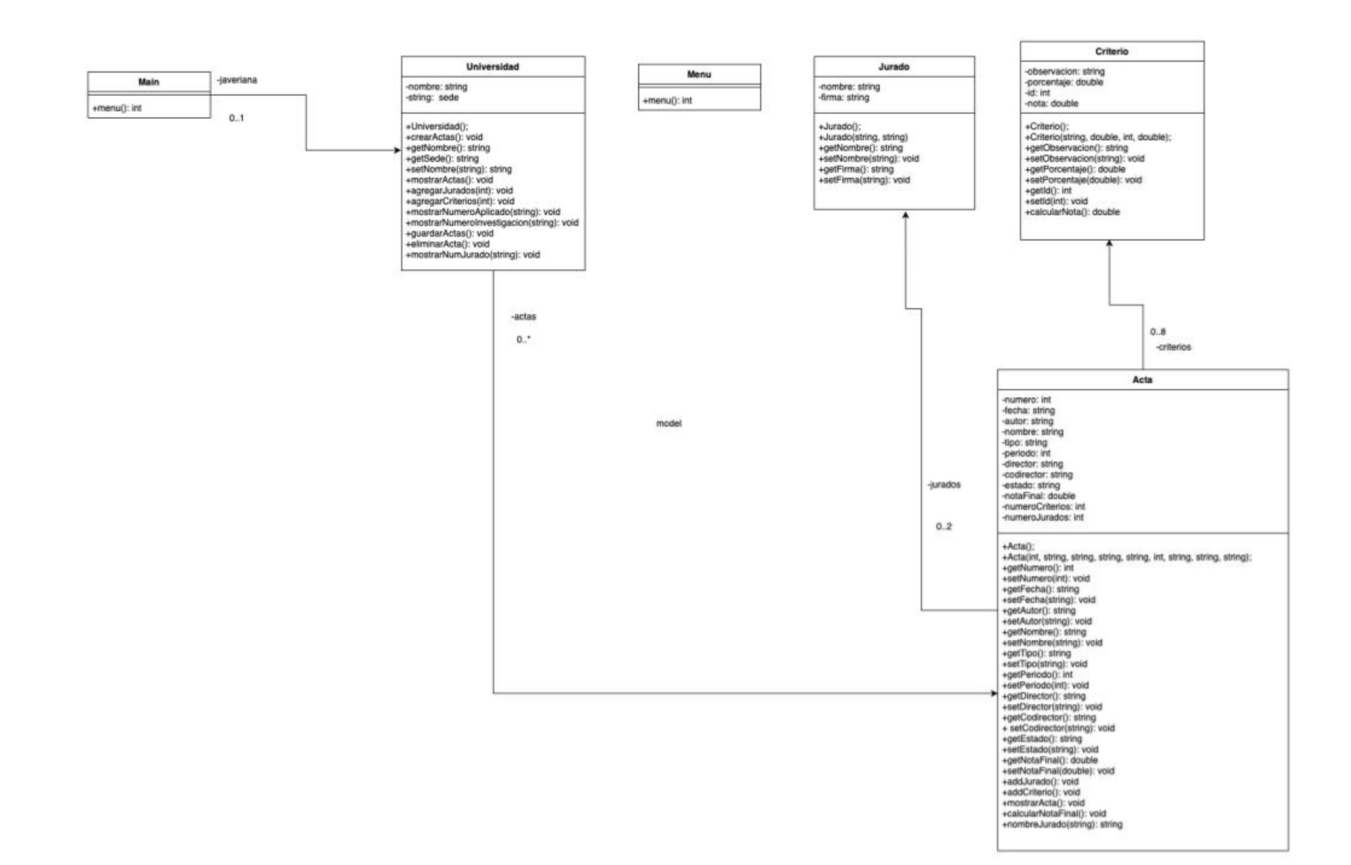 Main
+menu(): int
-javeriana
0..1
Universidad
-nombre: string
-string: sede
+Universidad();
+crearActas(): void
+getNombre(): string
+getSede(): string
+setNombre(string): string
+mostrarActas(): void
+agregarJurados(int): void
+agregarCriterios(int): void
+mostrarNumeroAplicado(string): void
+mostrarNumeroInvestigacion(string): void
+guardarActas(): void
+eliminarActa(): void
+mostrarNumJurado(string): void
-actas
0..*
Menu
+menu(): int
model
Jurado
-nombre: string
-firma: string
+Jurado();
+Jurado(string, string)
+getNombre(): string
+setNombre(string): void
+getFirma(): string
+setFirma(string): void
-jurados
0..2
Criterio
-observacion: string
-porcentaje: double
-id: int
-nota: double
+Criterio();
+Criterio(string, double, int, double);
+getObservacion(): string
+setObservacion(string): void
+getPorcentaje(): double
+setPorcentaje(double): void
+getId(): int
+setId(int): void
+calcularNota(): double
0..8
-criterios
Acta
-numero: int
-fecha: string
-autor: string
-nombre: string
-tipo: string
-periodo: int
-director: string
-codirector: string
-estado: string
-notaFinal: double
-numeroCriterios: int
-numeroJurados: int
+Acta();
+Acta(int, string, string, string, string, int, string, string, string);
+getNumero(): int
+setNumero(int): void
+getFecha(): string
+setFecha(string): void
+getAutor(): string
+setAutor(string): void
+getNombre(): string
+setNombre(string): void
+getTipo(): string
+setTipo(string): void
+getPeriodo(): int
+setPeriodo(int): void
+getDirector(): string
+setDirector(string): void
+getCodirector(): string
+ setCodirector(string): void
+getEstado(): string
+setEstado(string): void
+getNotaFinal(): double
+setNotaFinal(double): void
+addJurado(): void
+addCriterio(): void
+mostrarActa(): void
+calcularNotaFinal(): void
+nombreJurado(string): string